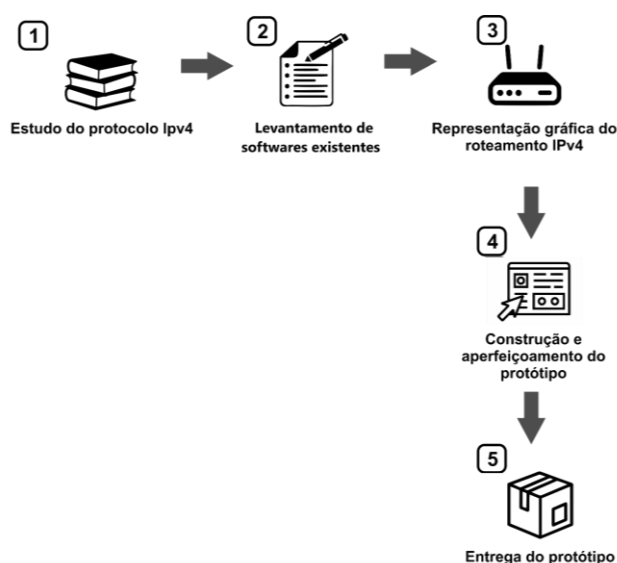 1
Estudo do protocolo Ipv4
2
Levantamento de
softwares existentes
3
Representação gráfica do
roteamento IPv4
4
Construção e
aperfeiçoamento do
protótipo
5
Entrega do protótipo